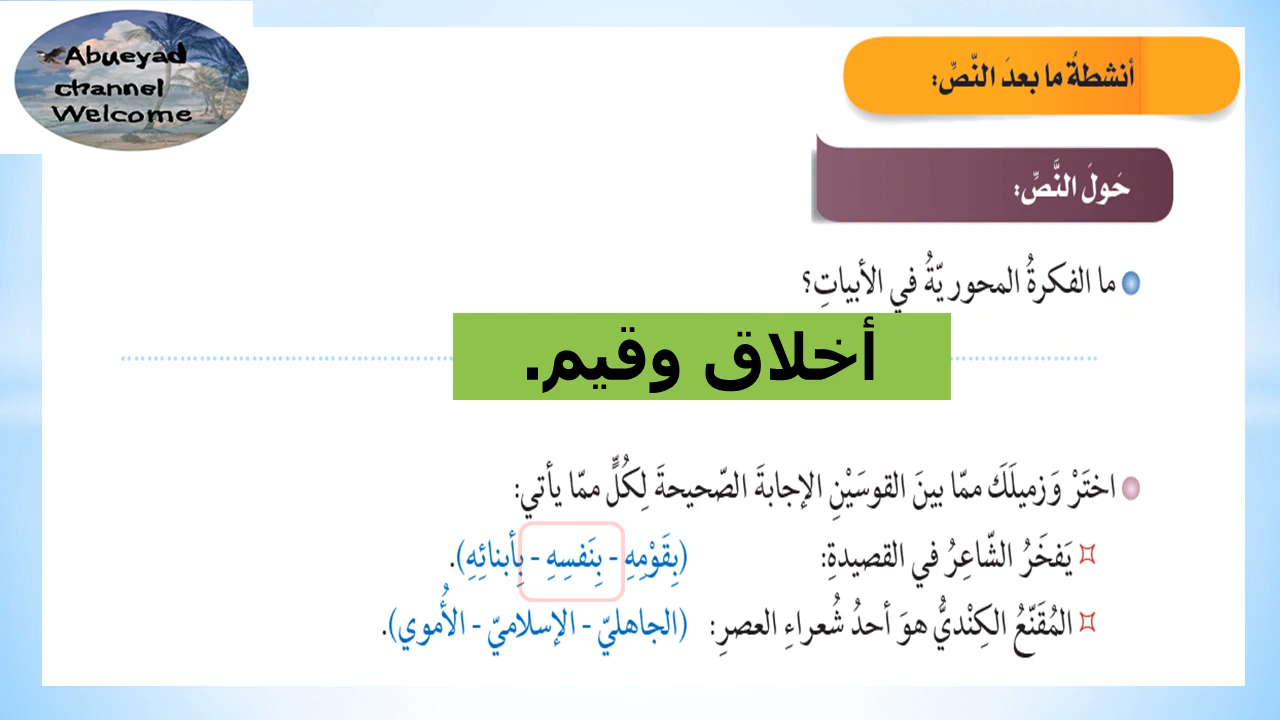 Abueyad
channel
Welcome
أنشطةُ ما بعدَ النّصِّ:
حَولَ النَّصِّ:
ما الفكرةُ المحوريّةُ في الأبياتِ؟
أخلاق وقيم.
اختَرْ وَزميلَكَ ممّا بينَ القوسَيْنِ الإجابةَ الصّحيحةَ لِكُلٍّ ممّا يأتي:
يَفخَرُ الشّاعِرُ في القصيدةِ: (بِقَوْمِهِ - بِنَفسِهِ - بِأبنائِهِ).
المُقَنّعُ الكِنْديُّ هوَ أحدُ شُعراءِ العصرِ: (الجاهليّ - الإسلاميّ - الأُموي).